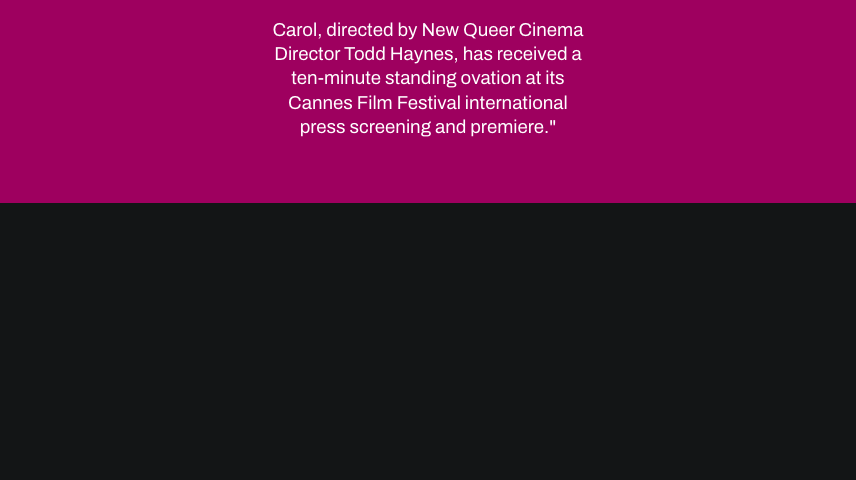 Carol, directed by New Queer Cinema
Director Todd Haynes, has received a
ten-minute standing ovation at its
Cannes Film Festival international
press screening and premiere."